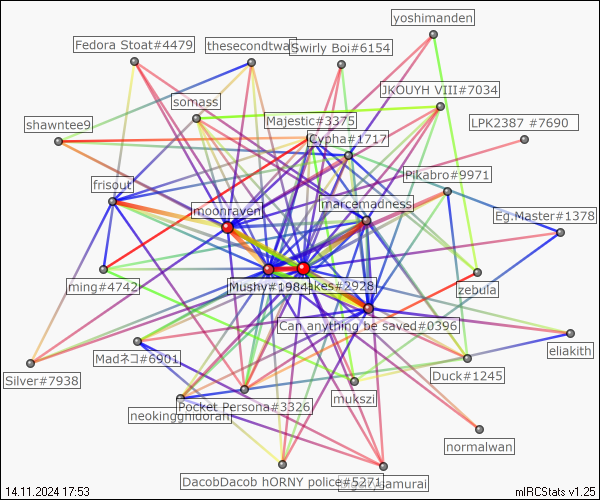 yoshimanden
Fedora Stoat#4479
thesecondtwa
Swirly Boi#6154
JKOUYH VIII#7034
somass
Majestic#3375
LPK2387 #7690
shawntee9
Cypha#1717
Pikabro#9971
frisout
marcemadness
moonraven
Eg.Master#1378
ming#4742
Mushy#1984
akes#2928
zebula
Can anything be saved#0396
Madネコ#6901
eliakith
Silver#7938
Duck#1245
mukszi
Pocket Persona#3326
neokingghidorah
normalwan
DacobDacob hORNY police#5271
samurai
14.11.2024 17:53
mIRCStats v1.25